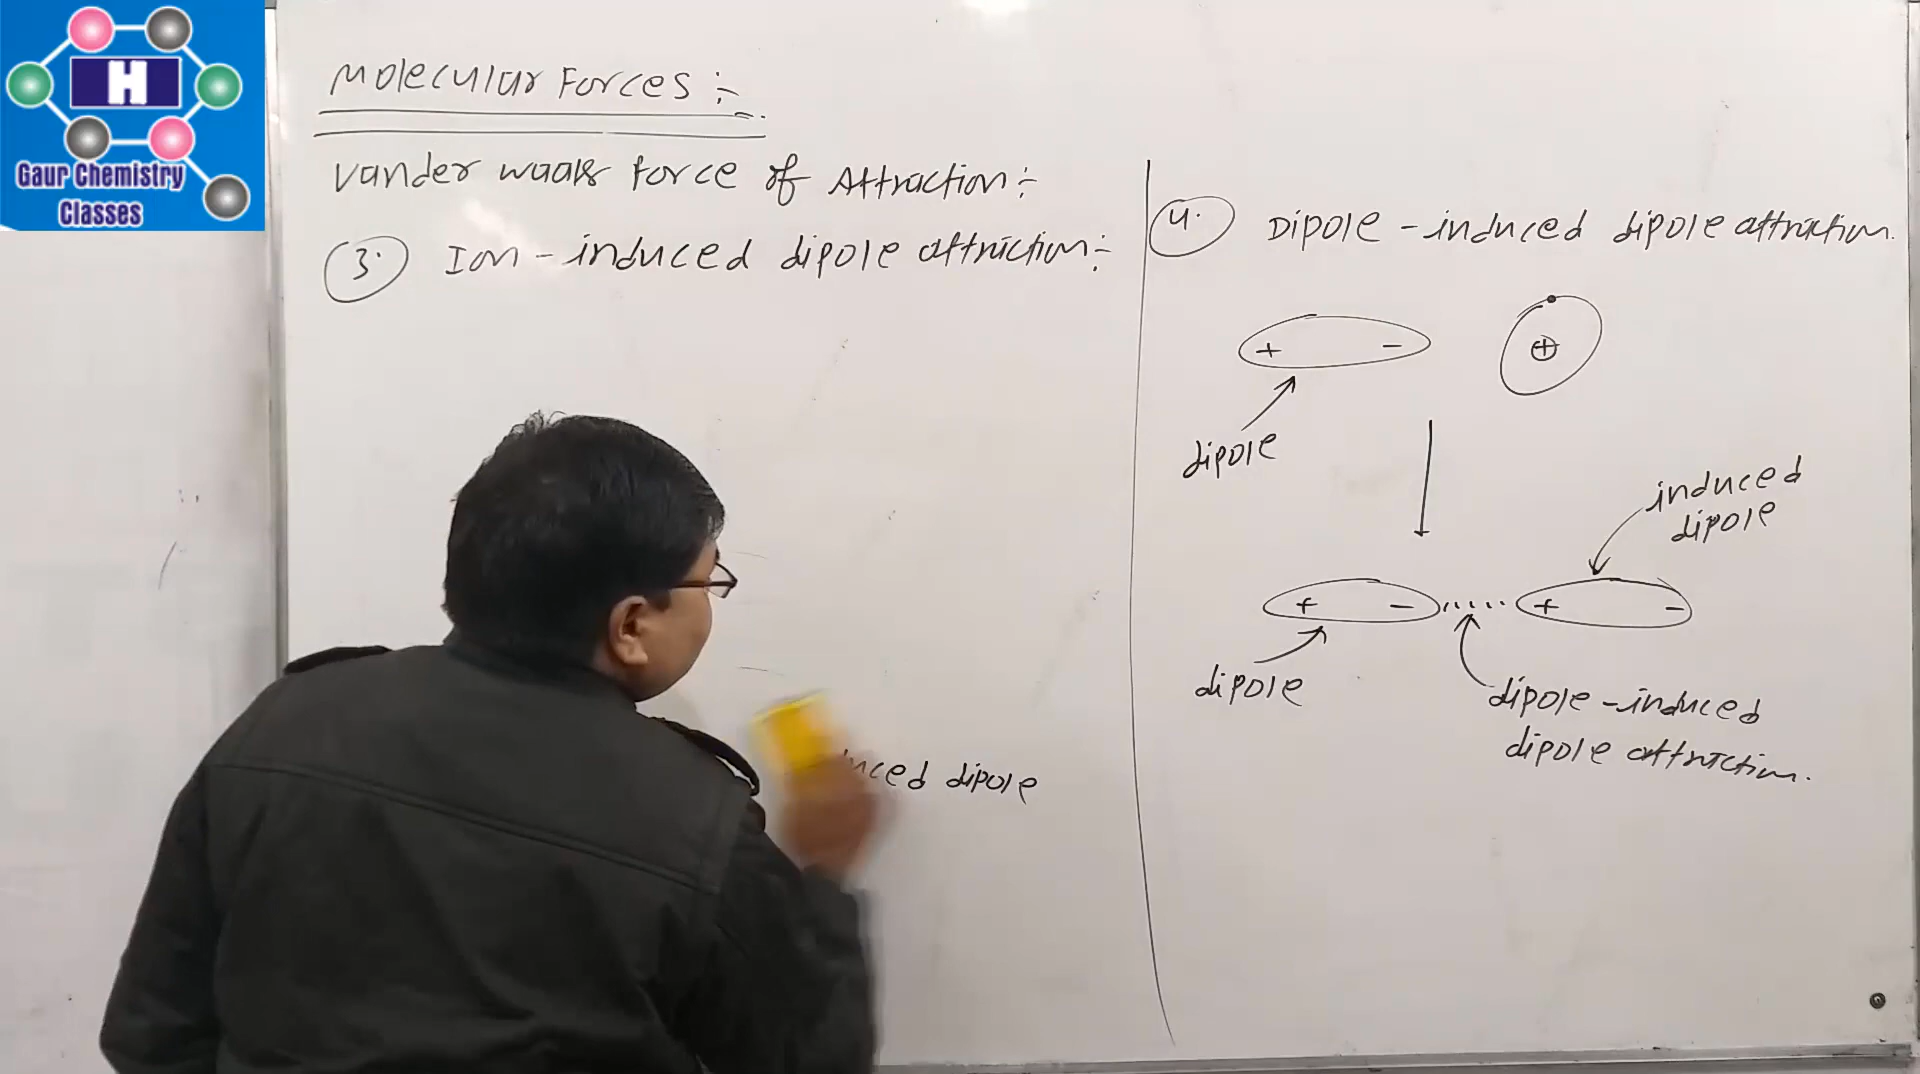 H
Gaur Chemistry
Classes
Molecular Forces :-
Vander waals Force of Attraction :-
3. Ion - induced dipole attraction :-
dipole
4. Dipole - induced dipole attraction.
+ -
+
dipole
induced
dipole
+ - ..... + -
dipole
dipole - induced
dipole attraction.